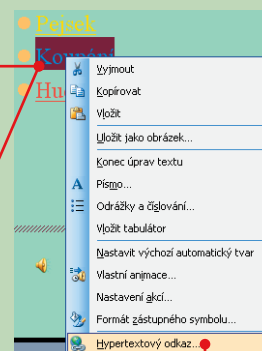 Pejsek
Koupání
Hu
Vyjmout
Kopírovat
Vložit
Uložit jako obrázek...
Konec úprav textu
Písmo...
Odrážky a číslování...
Vložit tabulátor
Nastavit výchozí automatický tvar
Vlastní animace...
Nastavení akcí...
Formát zástupného symbolu...
Hypertextový odkaz...